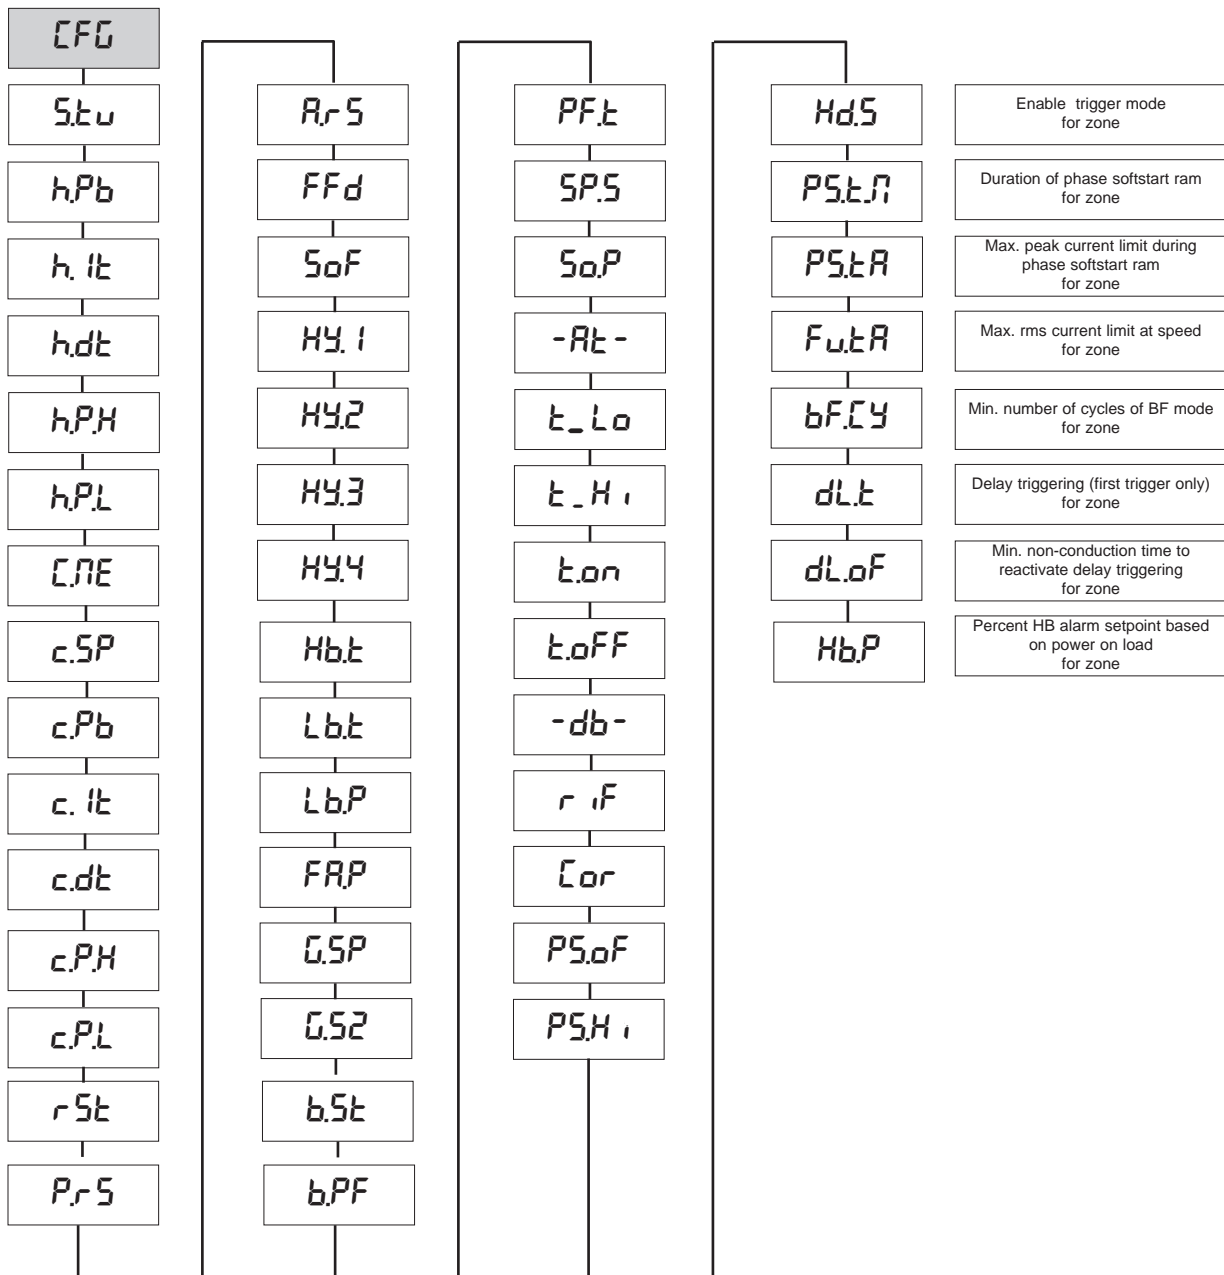 CFG
S.tu
h.Pb
h.It
h.dt
h.P.H
h.P.L
C.ME
c.SP
c.Pb
c.It
c.dt
c.P.H
c.P.L
rSt
P.rS
A.rS
FFd
SoF
HY.1
HY.2
HY.3
HY.4
Hb.t
Lb.t
Lb.P
FA.P
G.SP
G.S2
b.St
b.PF
PF.t
SP.S
So.P
-At-
t_Lo
t_Hi
t.on
t.oFF
-db-
riF
Cor
PS.oF
PS.Hi
Hd.S
Enable trigger mode
for zone
PS.t.M
Duration of phase softstart ram
for zone
PS.tA
Max. peak current limit during
phase softstart ram
for zone
Fu.tA
Max. rms current limit at speed
for zone
bF.CY
Min. number of cycles of BF mode
for zone
dL.t
Delay triggering (first trigger only)
for zone
dL.oF
Min. non-conduction time to
reactivate delay triggering
for zone
Hb.P
Percent HB alarm setpoint based
on power on load
for zone